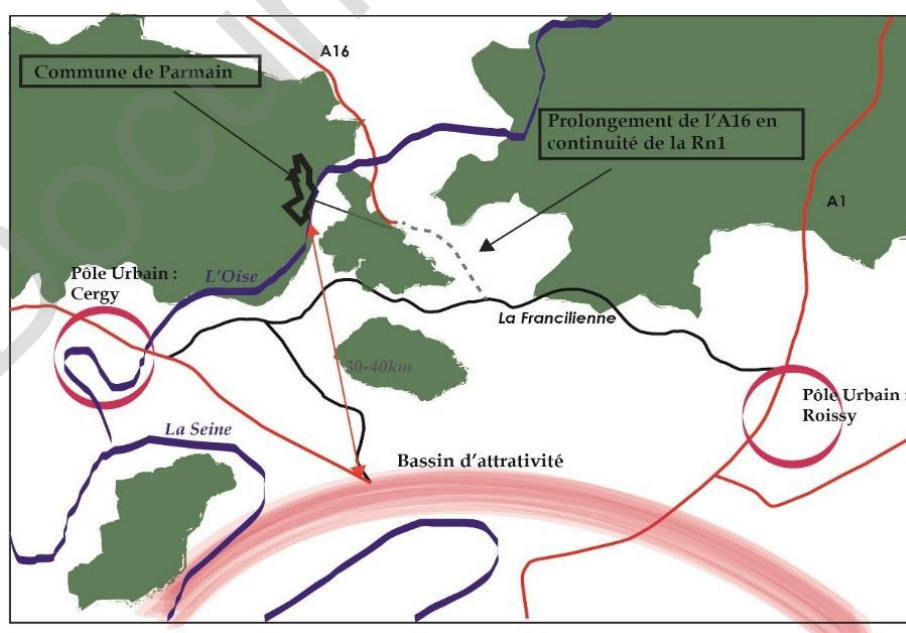 A16
Commune de Parmain
Prolongement de l'A16 en
continuité de la Rn1
A1
Pôle Urbain :
Cergy
L'Oise
La Francilienne
30-40km
Pôle Urbain :
Roissy
La Seine
Bassin d'attrativité